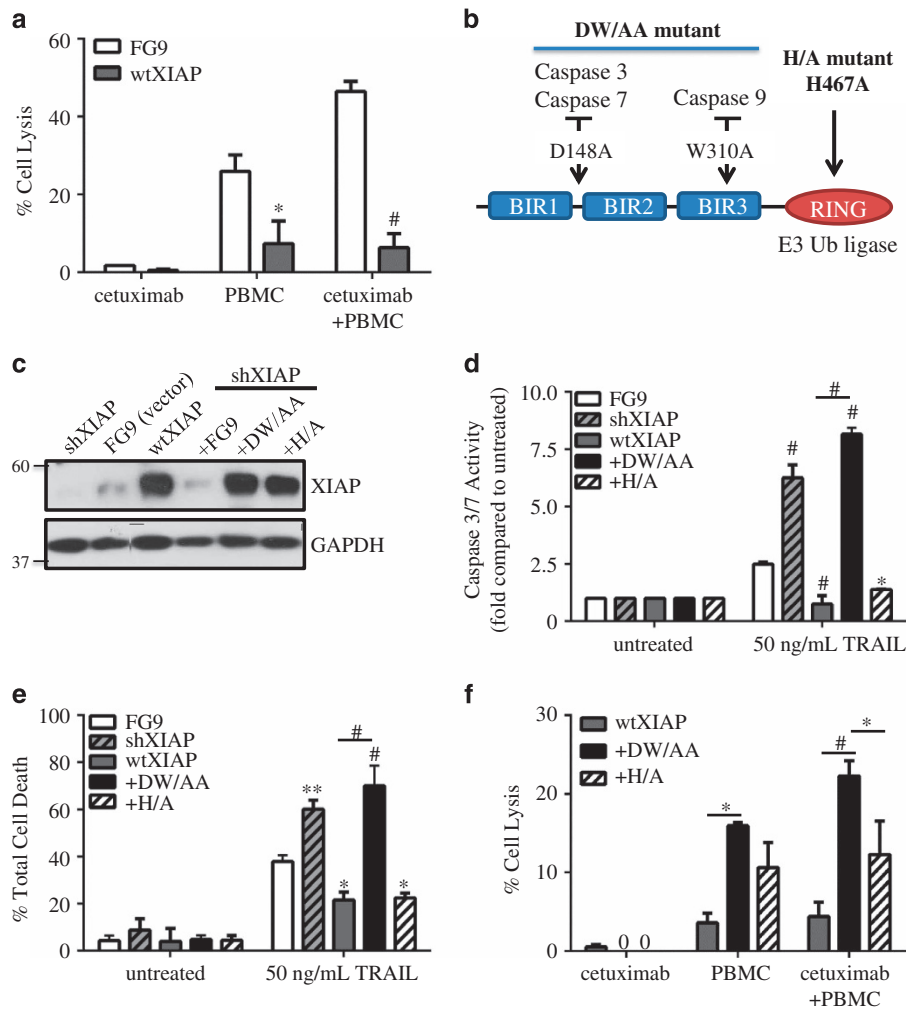 a
60
40
20
0
% Cell Lysis
FG9
wtXIAP
*
#
cetuximab
PBMC
cetuximab
+PBMC
b
DW/AA mutant
Caspase 3
Caspase 7
Caspase 9
H/A mutant
H467A
D148A
W310A
BIR1
BIR2
BIR3
RING
E3 Ub ligase
c
shXIAP
shXIAP
FG9 (vector)
wtXIAP
+FG9
+DW/AA
+H/A
60
XIAP
37
GAPDH
d
10.0
7.5
5.0
2.5
0
Caspase 3/7 Activity
(fold compared to untreated)
FG9
shXIAP
wtXIAP
+DW/AA
+H/A
#
#
#
#
*
untreated
50 ng/mL TRAIL
e
100
80
60
40
20
0
% Total Cell Death
FG9
shXIAP
wtXIAP
+DW/AA
+H/A
**
*
#
#
*
untreated
50 ng/mL TRAIL
f
30
20
10
0
% Cell Lysis
wtXIAP
+DW/AA
+H/A
0 0
*
#
*
cetuximab
PBMC
cetuximab
+PBMC